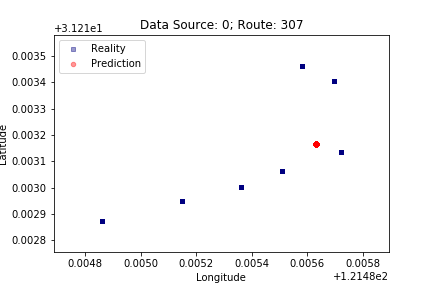 Data Source: 0; Route: 307
+3.121e1
Reality
Prediction
0.0035
0.0034
0.0033
0.0032
0.0031
0.0030
0.0029
0.0028
Latitude
0.0048 0.0050 0.0052 0.0054 0.0056 0.0058
Longitude
+1.2148e2